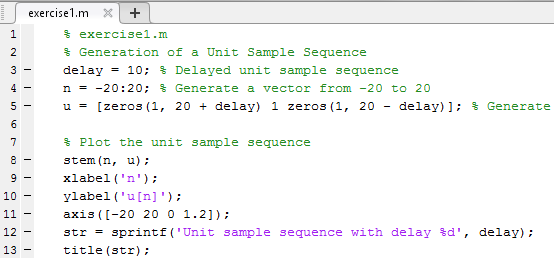 exercise1.m × +
1 % exercise1.m
2 % Generation of a Unit Sample Sequence
3 – delay = 10; % Delayed unit sample sequence
4 – n = -20:20; % Generate a vector from -20 to 20
5 – u = [zeros(1, 20 + delay) 1 zeros(1, 20 - delay)]; % Generate
6
7 % Plot the unit sample sequence
8 – stem(n, u);
9 – xlabel('n');
10 – ylabel('u[n]');
11 – axis([-20 20 0 1.2]);
12 – str = sprintf('Unit sample sequence with delay %d', delay);
13 – title(str);